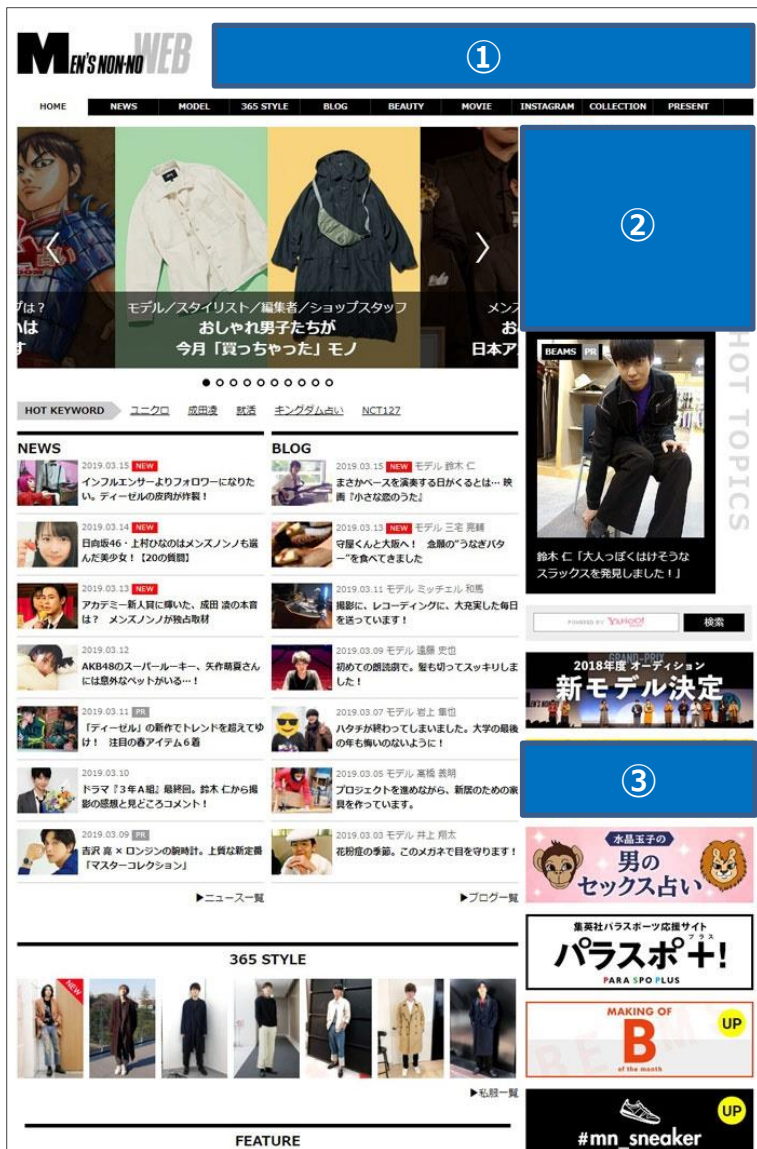 MEN'S NON-NO WEB
①
HOME NEWS MODEL 365 STYLE BLOG BEAUTY MOVIE INSTAGRAM COLLECTION PRESENT
②
は？
いは
す
モデル／スタイリスト／編集者／ショップスタッフ
おしゃれ男子たちが
今月「買っちゃった」モノ
メンズ
お
日本ア
HOT KEYWORD ユニクロ 成田凌 就活 キングダム占い NCT127
NEWS
2019.03.15 NEW
インフルエンサーよりフォロワーになりた
い。ディーゼルの皮肉が炸裂！
2019.03.14 NEW
日向坂46・上村ひなのはメンズノンノも選
んだ美少女！【20の質問】
2019.03.13 NEW
アカデミー新人賞に輝いた、成田 凌の本音
は？ メンズノンノが独占取材
2019.03.12
AKB48のスーパールーキー、矢作萌夏さん
には意外なペットがいる…！
2019.03.11 PR
「ディーゼル」の新作でトレンドを超えてゆ
け！ 注目の春アイテム６着
2019.03.10
ドラマ『３年Ａ組』最終回。鈴木 仁から撮
影の感想と見どころコメント！
2019.03.09 PR
吉沢 亮 × ロンジンの腕時計。上質な新定番
「マスターコレクション」
▶ニュース一覧
BLOG
2019.03.15 NEW モデル 鈴木 仁
まさかベースを演奏する日がくるとは… 映
画『小さな恋のうた』
2019.03.13 NEW モデル 三宅 亮輔
守屋くんと大阪へ！ 念願の“うなぎバタ
ー”を食べてきました
2019.03.11 モデル ミッチェル 和馬
撮影に、レコーディングに、大充実した毎日
を送っています！
2019.03.09 モデル 遠藤 史也
初めての朗読劇で。髪も切ってスッキリしま
した！
2019.03.07 モデル 岩上 隼也
ハタチが終わってしまいました。大学の最後
の年も悔いのないように！
2019.03.05 モデル 高橋 義明
プロジェクトを進めながら、新居のための家
具を作っています。
2019.03.03 モデル 井上 翔太
花粉症の季節。このメガネで目を守ります！
▶ブログ一覧
HOT TOPICS
BEAMS PR
鈴木 仁「大人っぽくはけそうな
スラックスを発見しました！」
POWERED BY YAHOO! 検索
GRAND-PRIX
2018年度 オーディション
新モデル決定
③
水晶玉子の
男の
セックス占い
集英社パラスポーツ応援サイト
パラスポ＋！
プラス
PARA SPO PLUS
MAKING OF
B
of the month
UP
#mn_sneaker
UP
365 STYLE
NEW
▶私服一覧
FEATURE